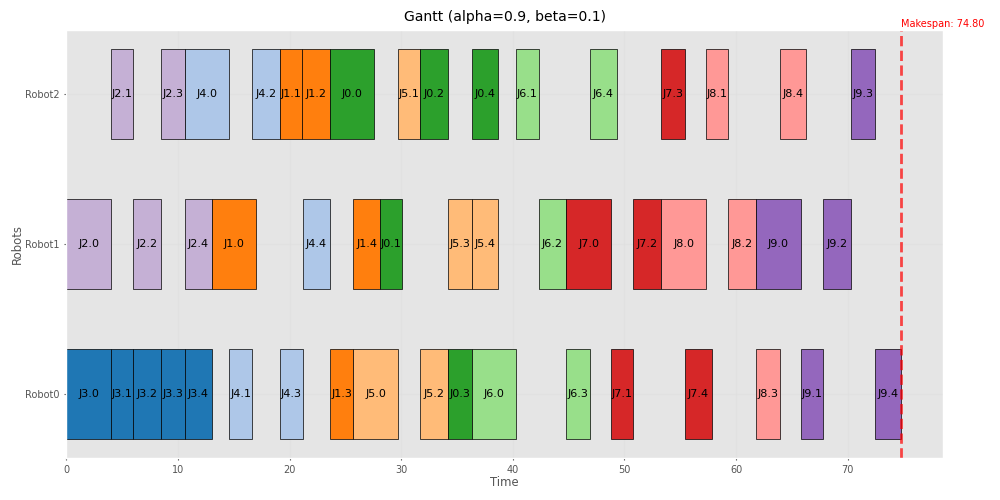 Gantt (alpha=0.9, beta=0.1)
Makespan: 74.80
Robot2
J2.1 J2.3 J4.0 J4.2 J1.1 J1.2 J0.0 J5.1 J0.2 J0.4 J6.1 J6.4 J7.3 J8.1 J8.4 J9.3
Robots
Robot1
J2.0 J2.2 J2.4 J1.0 J4.4 J1.4 J0.1 J5.3 J5.4 J6.2 J7.0 J7.2 J8.0 J8.2 J9.0 J9.2
Robot0
J3.0 J3.1 J3.2 J3.3 J3.4 J4.1 J4.3 J1.3 J5.0 J5.2 J0.3 J6.0 J6.3 J7.1 J7.4 J8.3 J9.1 J9.4
0 10 20 30 40 50 60 70
Time